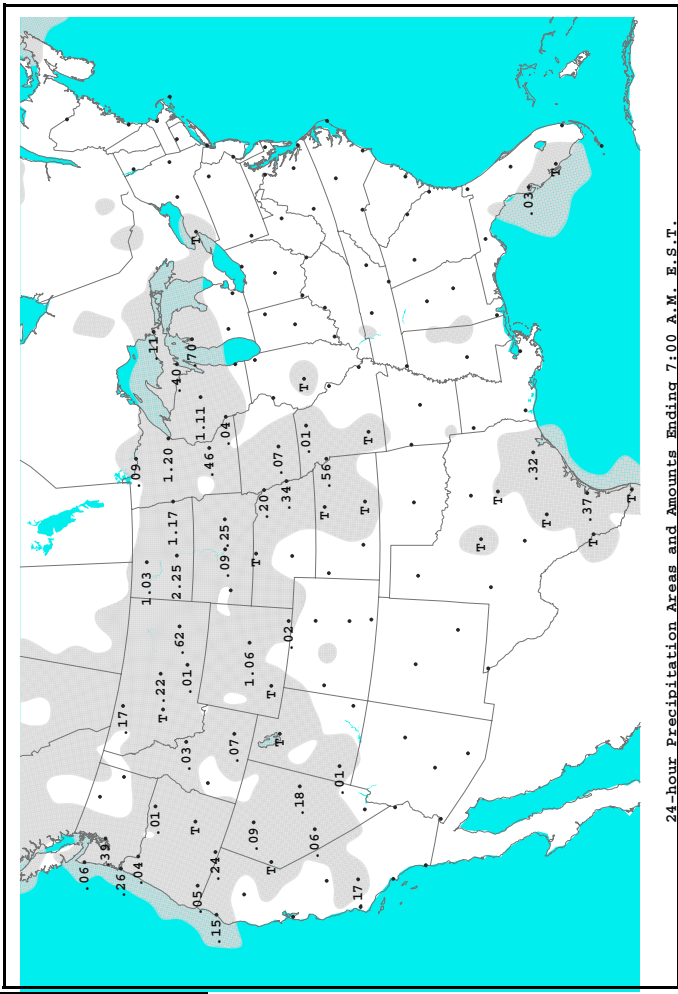 .06
.39
.26
.17
.09
.04
1.03
.11
.01
T
.22
1.20
1.17
2.25
.40
.62
.03
.01
.70
T
T
.05
1.11
.46
.24
.15
.09
.25
.04
.07
1.06
.09
T
.20
T
T
.07
T
.34
.02
.18
T
.01
.06
T
.56
.01
.17
T
T
T
T
.03
.32
T
T
.37
T
T
24-hour Precipitation Areas and Amounts Ending 7:00 A.M. E.S.T.